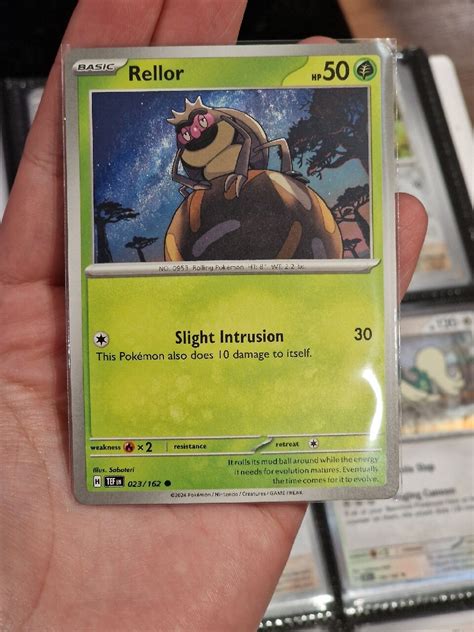 BASIC Rellor HP 50
NO. 0953 Rolling Pokémon HT: 8" WT: 2.2 lbs.
Slight Intrusion 30
This Pokémon also does 10 damage to itself.
weakness ×2 resistance retreat
Illus. Saboteri
It rolls its mud ball around while the energy
it needs for evolution matures. Eventually
the time comes for it to evolve.
H TEF EN 023/162
©2024 Pokémon / Nintendo / Creatures / GAME FREAK